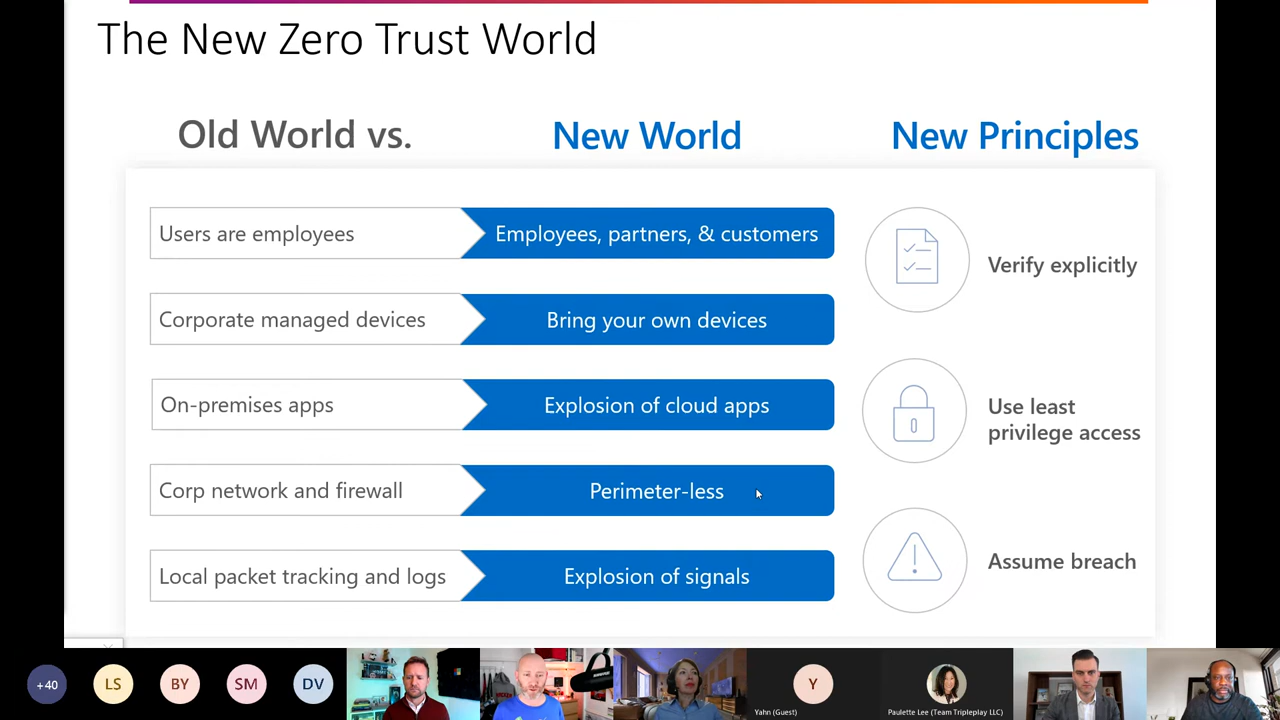 The New Zero Trust World
Old World vs.
New World
New Principles
Users are employees
Employees, partners, & customers
Verify explicitly
Corporate managed devices
Bring your own devices
On-premises apps
Explosion of cloud apps
Use least
privilege access
Corp network and firewall
Perimeter-less
Local packet tracking and logs
Explosion of signals
Assume breach
+40
LS
BY
SM
DV
Y
Yahn (Guest)
Paulette Lee (Team Tripleplay LLC)